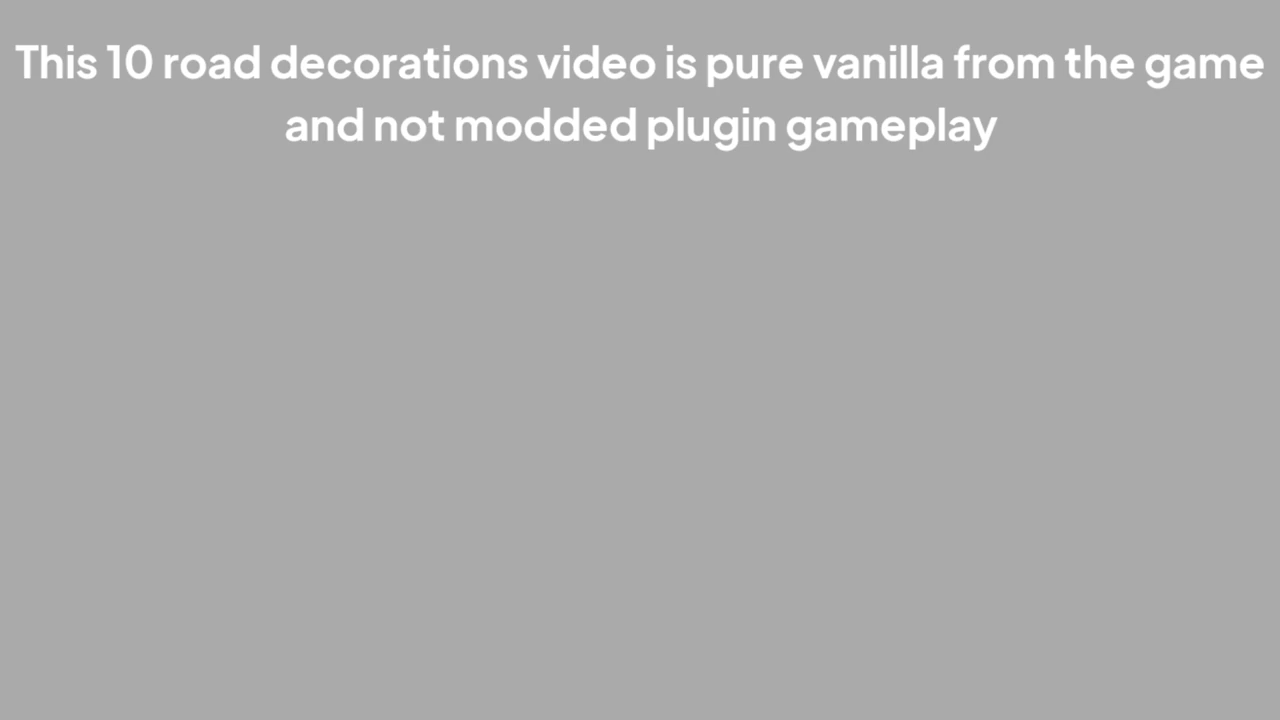 This 10 road decorations video is pure vanilla from the game
and not modded plugin gameplay